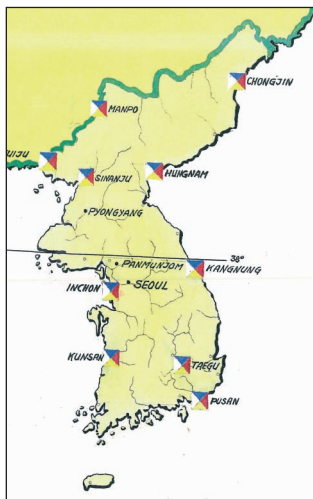 CHONGJIN
MANPO
UIJU
HUNGNAM
SINANJU
PYONGYANG
38°
PANMUNJOM
KANGNUNG
INCHON
SEOUL
KUNSAN
TAEGU
PUSAN